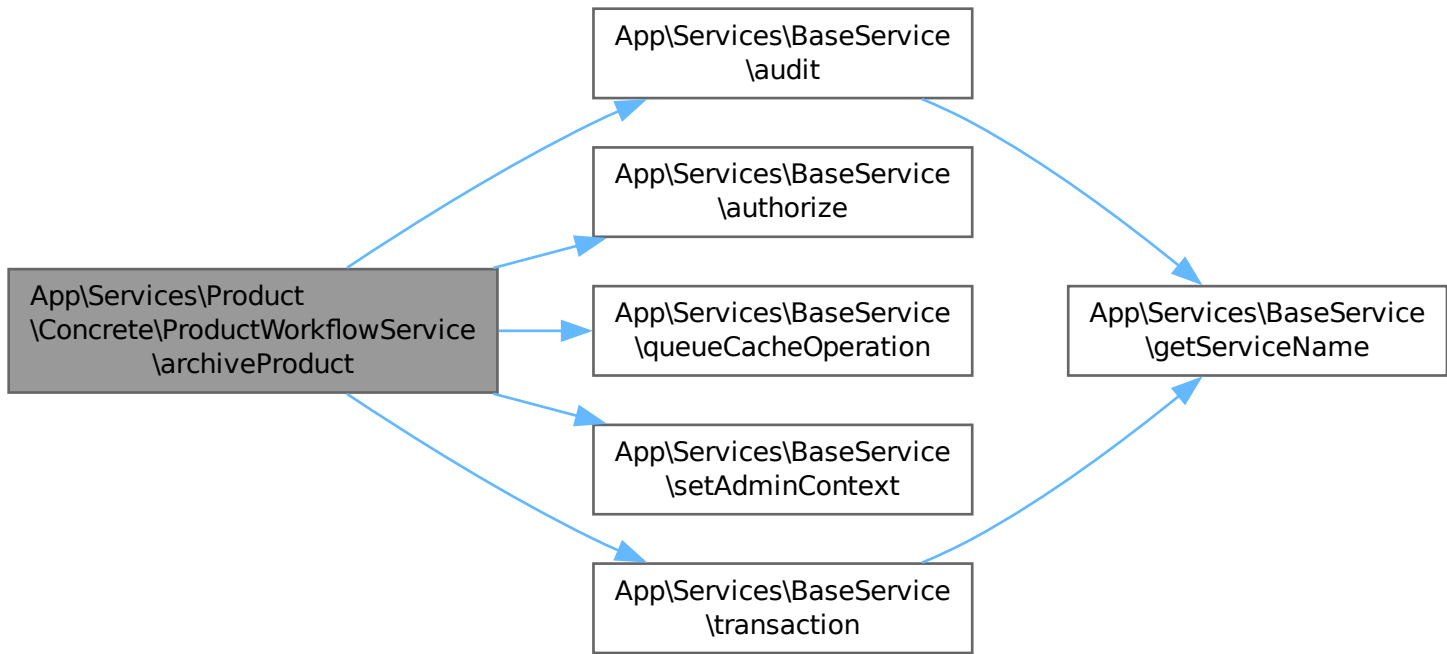 App\Services\BaseService
\audit
App\Services\BaseService
\authorize
App\Services\Product
\Concrete\ProductWorkflowService
\archiveProduct
App\Services\BaseService
\queueCacheOperation
App\Services\BaseService
\getServiceName
App\Services\BaseService
\setAdminContext
App\Services\BaseService
\transaction